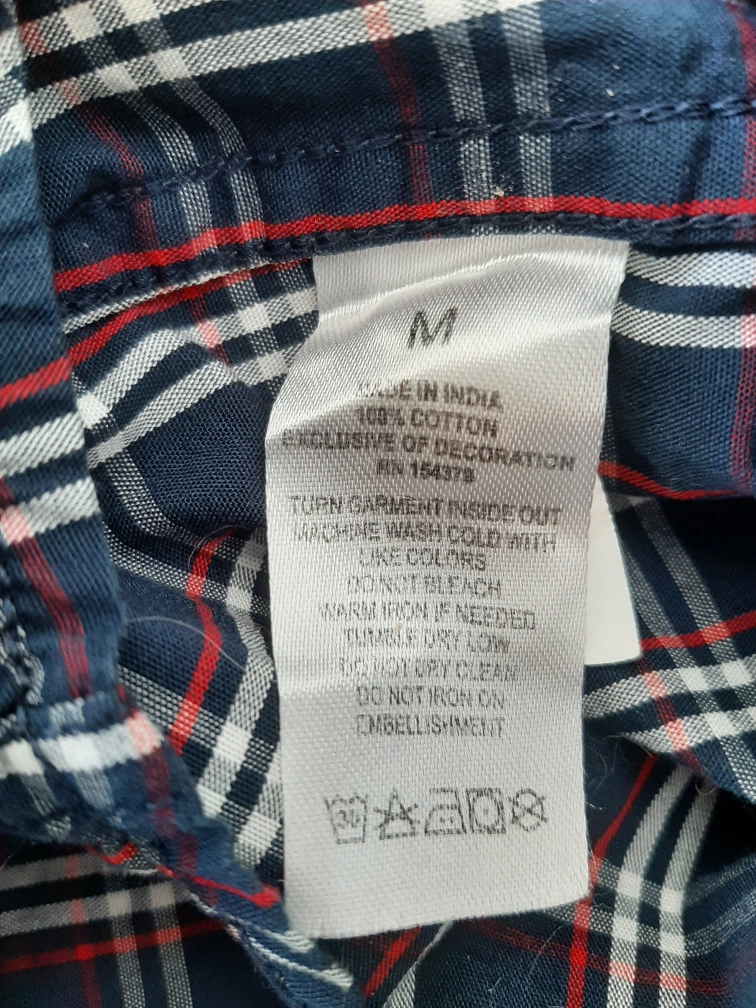 M
MADE IN INDIA
100% COTTON
EXCLUSIVE OF DECORATION
RN 154379
TURN GARMENT INSIDE OUT
MACHINE WASH COLD WITH
LIKE COLORS
DO NOT BLEACH
WARM IRON IF NEEDED
TUMBLE DRY LOW
DO NOT DRY CLEAN
DO NOT IRON ON
EMBELLISHMENT
30